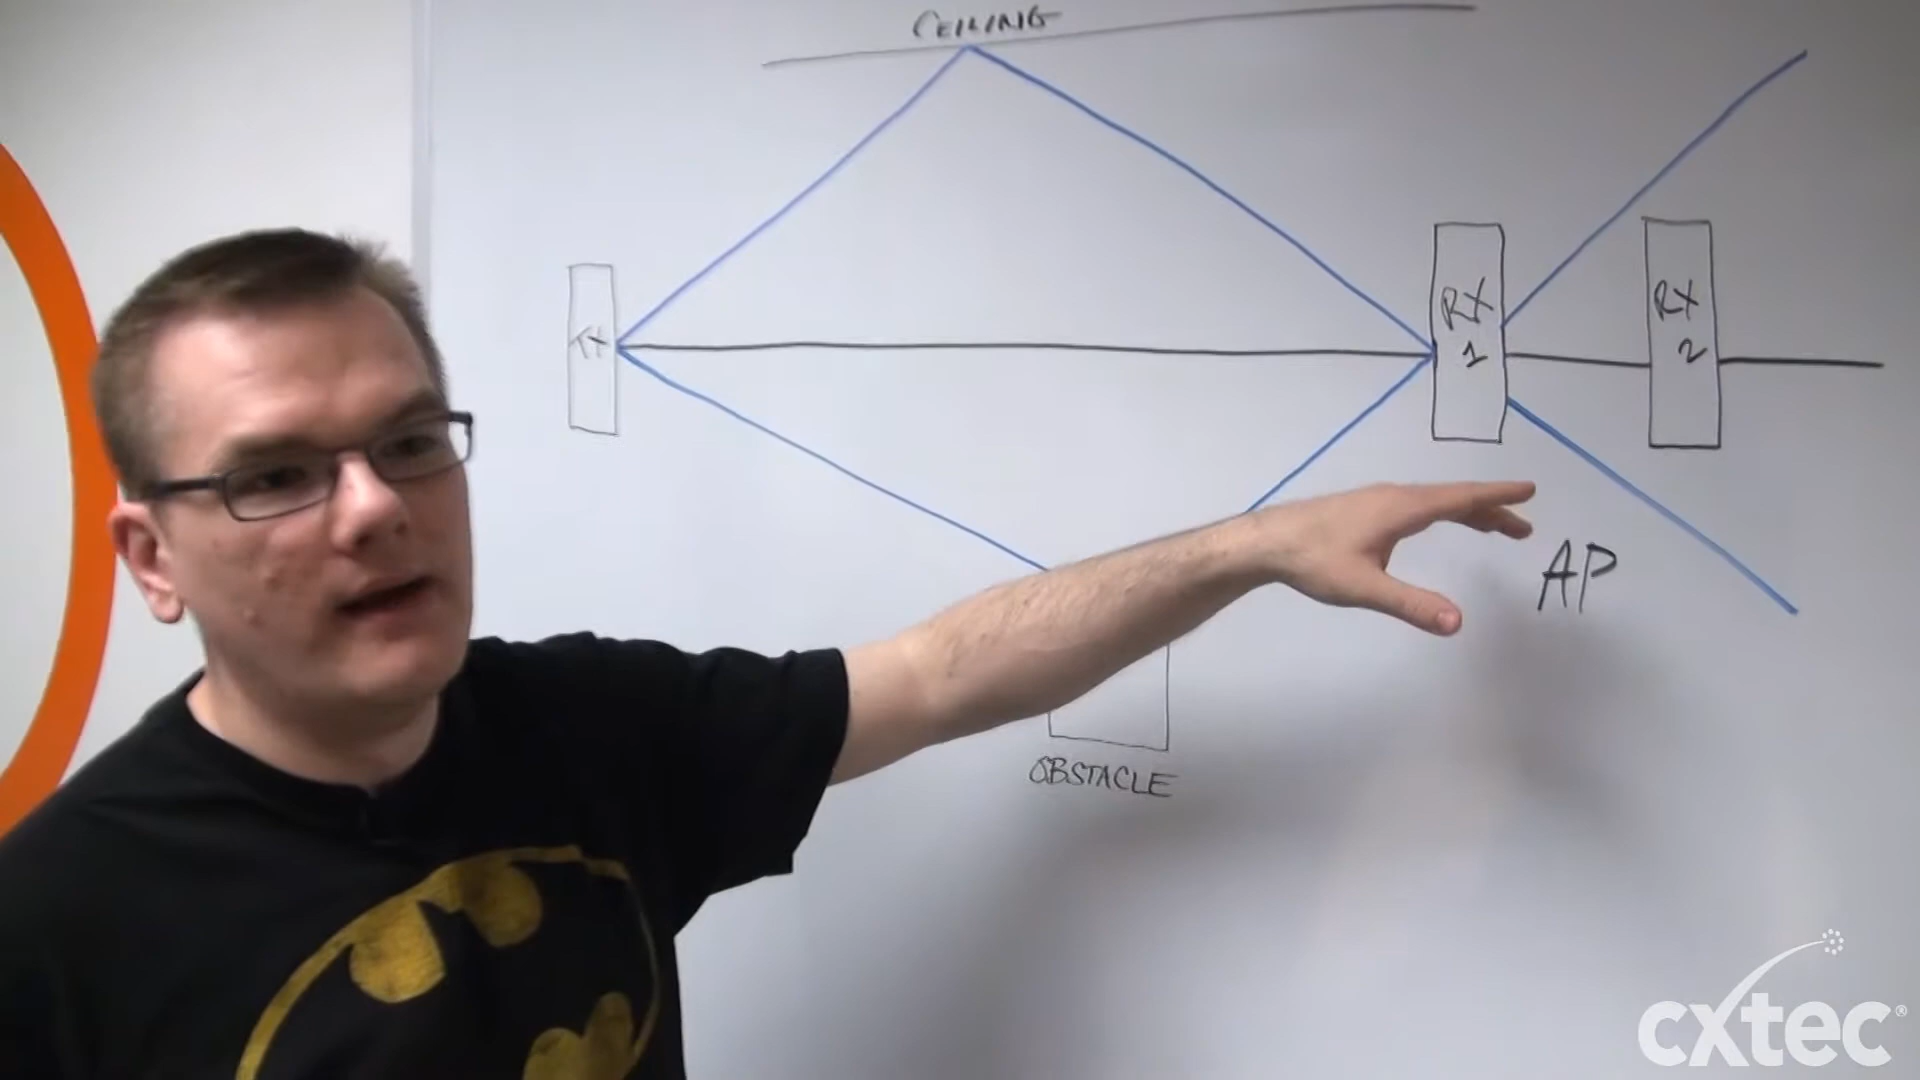 CEILING
TX
RX
1
RX
2
AP
OBSTACLE
cxtec®